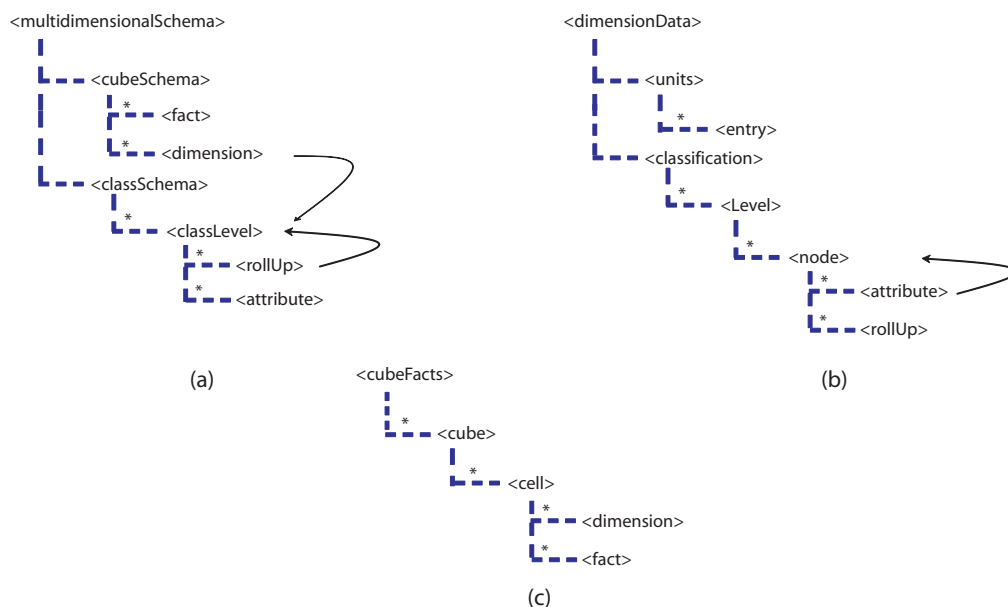 <multidimensionalSchema>
<cubeSchema>
*
<fact>
*
<dimension>
<classSchema>
*
<classLevel>
*
<rollUp>
*
<attribute>
(a)
<dimensionData>
<units>
*
<entry>
<classification>
*
<Level>
*
<node>
*
<attribute>
*
<rollUp>
(b)
<cubeFacts>
*
<cube>
*
<cell>
*
<dimension>
*
<fact>
(c)